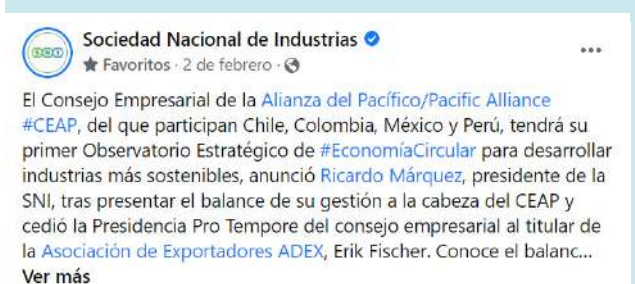 Sociedad Nacional de Industrias
Favoritos · 2 de febrero ·
El Consejo Empresarial de la Alianza del Pacífico/Pacific Alliance
#CEAP, del que participan Chile, Colombia, México y Perú, tendrá su
primer Observatorio Estratégico de #EconomíaCircular para desarrollar
industrias más sostenibles, anunció Ricardo Márquez, presidente de la
SNI, tras presentar el balance de su gestión a la cabeza del CEAP y
cedió la Presidencia Pro Tempore del consejo empresarial al titular de
la Asociación de Exportadores ADEX, Erik Fischer. Conoce el balanc...
Ver más